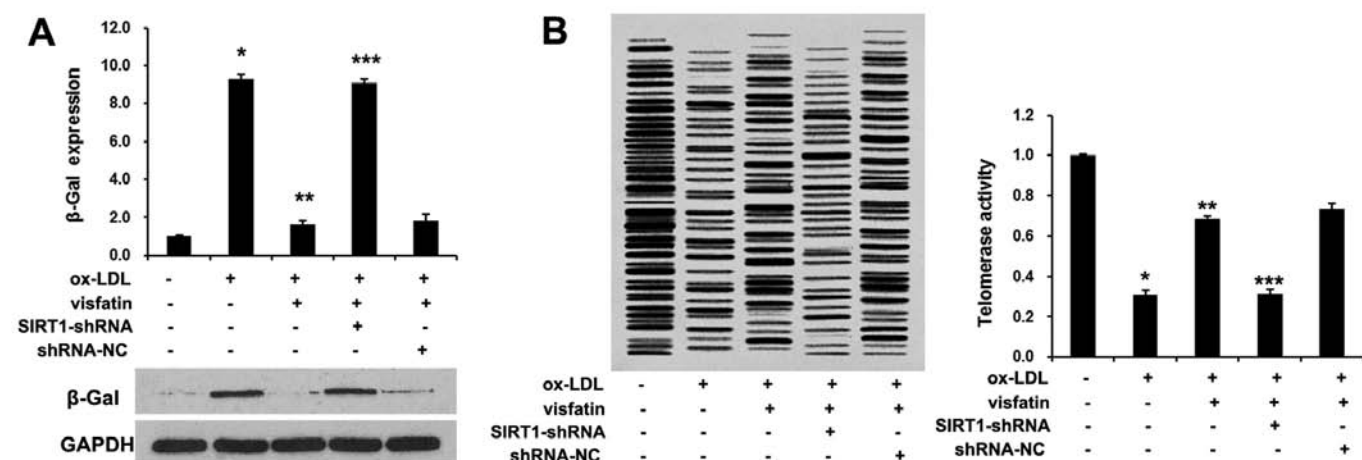 A
β-Gal expression
12.0
10.0
8.0
6.0
4.0
2.0
0.0
*
**
***
ox-LDL - + + + +
visfatin - - + + +
SIRT1-shRNA - - - + -
shRNA-NC - - - - +
β-Gal
GAPDH
B
ox-LDL - + + + +
visfatin - - + + +
SIRT1-shRNA - - - + -
shRNA-NC - - - - +
Telomerase activity
1.2
1.0
0.8
0.6
0.4
0.2
0.0
*
**
***
ox-LDL - + + + +
visfatin - - + + +
SIRT1-shRNA - - - + -
shRNA-NC - - - - +